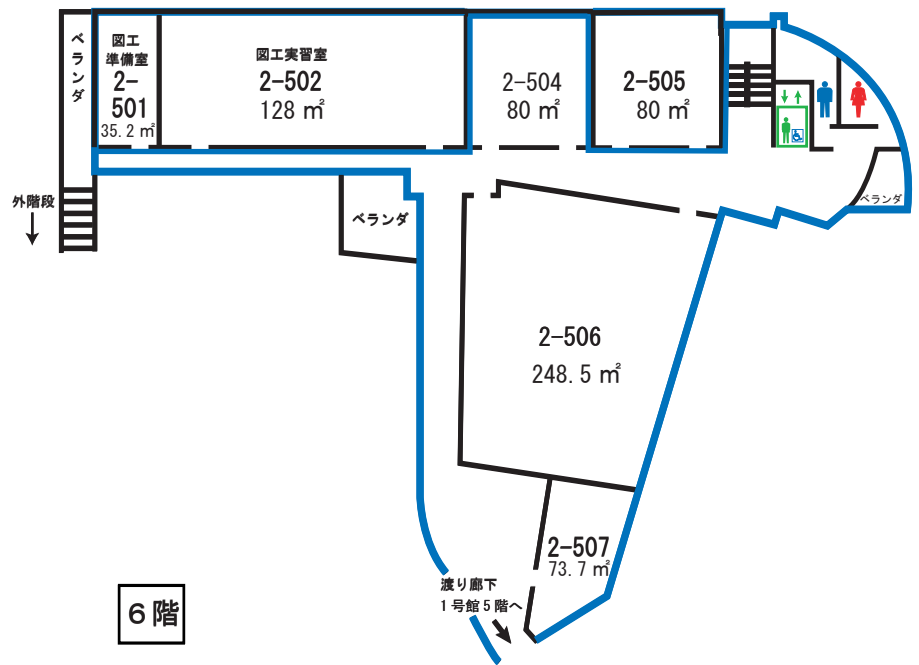 ベランダ
図工
準備室
2-
501
35.2 ㎡
図工実習室
2-502
128 ㎡
2-504
80 ㎡
2-505
80 ㎡
外階段
ベランダ
ベランダ
2-506
248.5 ㎡
2-507
73.7 ㎡
渡り廊下
1号館5階へ
6階